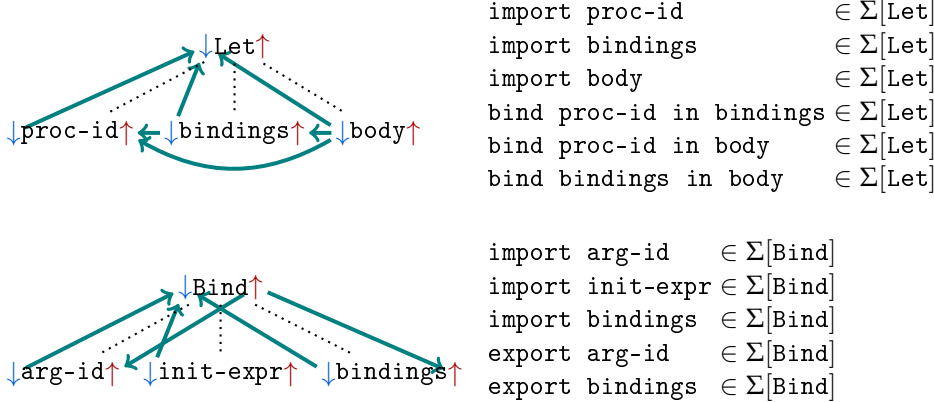 ↓Let↑
↓proc-id↑ ↓bindings↑ ↓body↑
import proc-id ∈ Σ[Let]
import bindings ∈ Σ[Let]
import body ∈ Σ[Let]
bind proc-id in bindings ∈ Σ[Let]
bind proc-id in body ∈ Σ[Let]
bind bindings in body ∈ Σ[Let]
↓Bind↑
↓arg-id↑ ↓init-expr↑ ↓bindings↑
import arg-id ∈ Σ[Bind]
import init-expr ∈ Σ[Bind]
import bindings ∈ Σ[Bind]
export arg-id ∈ Σ[Bind]
export bindings ∈ Σ[Bind]